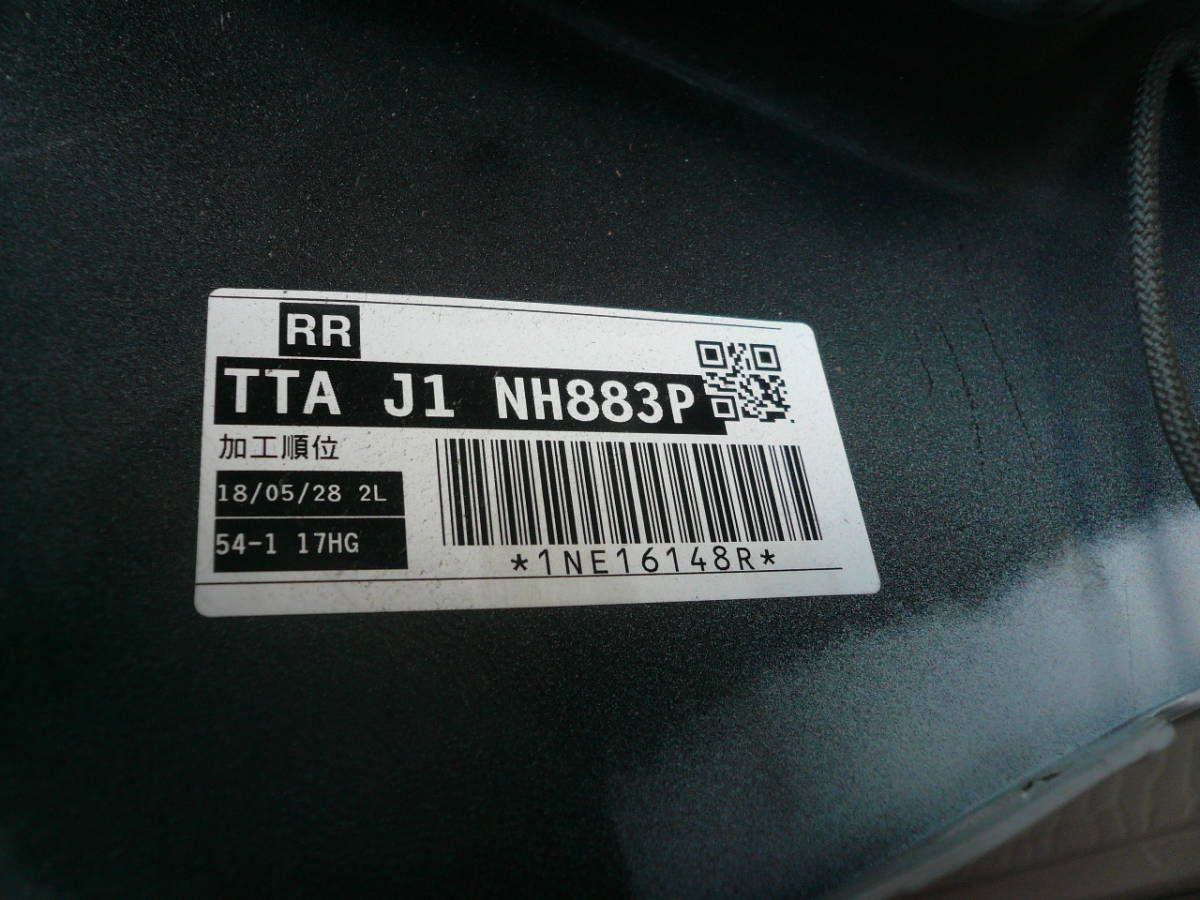 RR
TTA J1 NH883P
加工順位
18/05/28 2L
54-1 17HG
*1NE16148R*